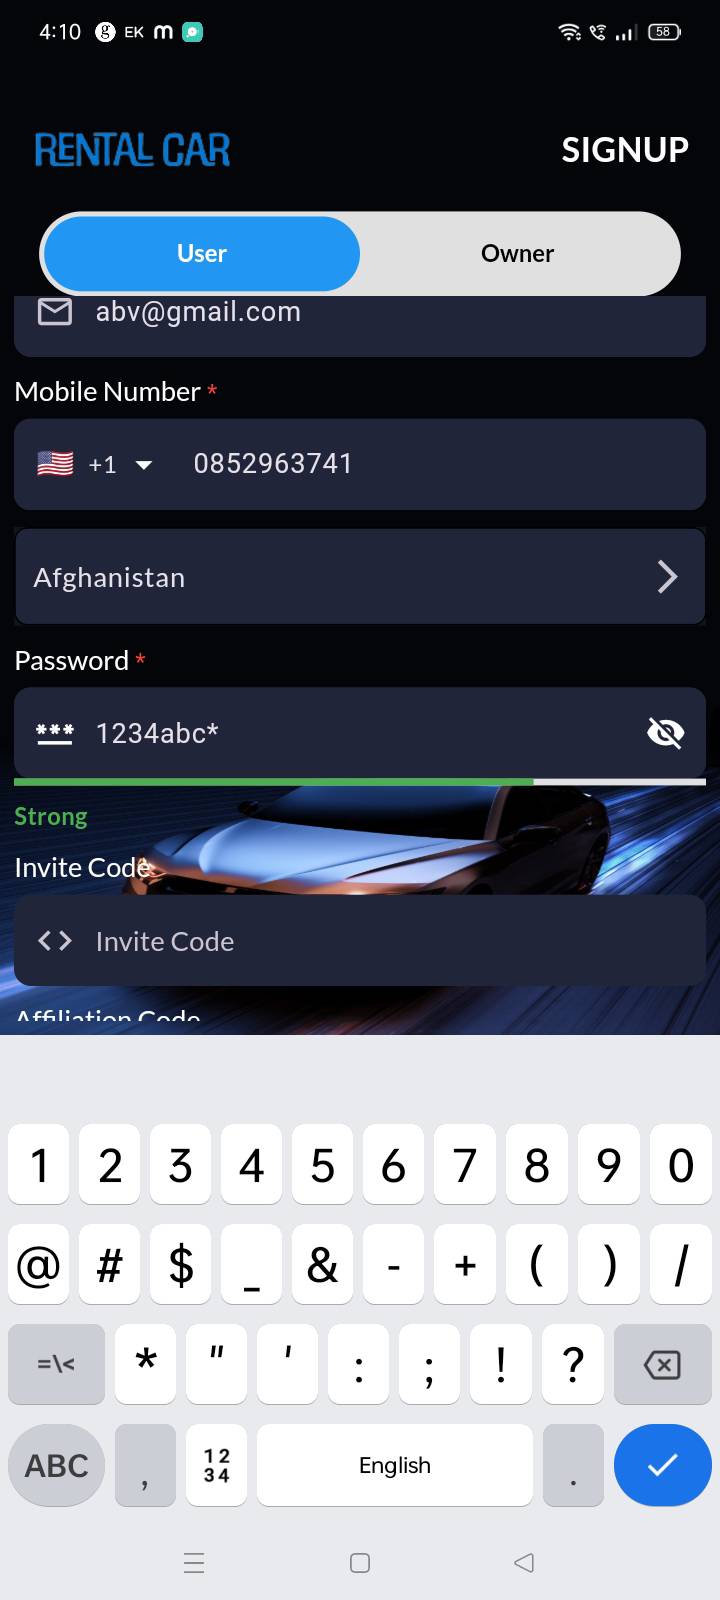 4:10 g EK m 58
RENTAL CAR SIGNUP
User Owner
abv@gmail.com
Mobile Number *
+1 0852963741
Afghanistan
Password *
*** 1234abc*
Strong
Invite Code
Invite Code
Affiliation Code
1 2 3 4 5 6 7 8 9 0
@ # $ _ & - + ( ) /
=\< * " ' : ; ! ?
ABC , 1234 English .